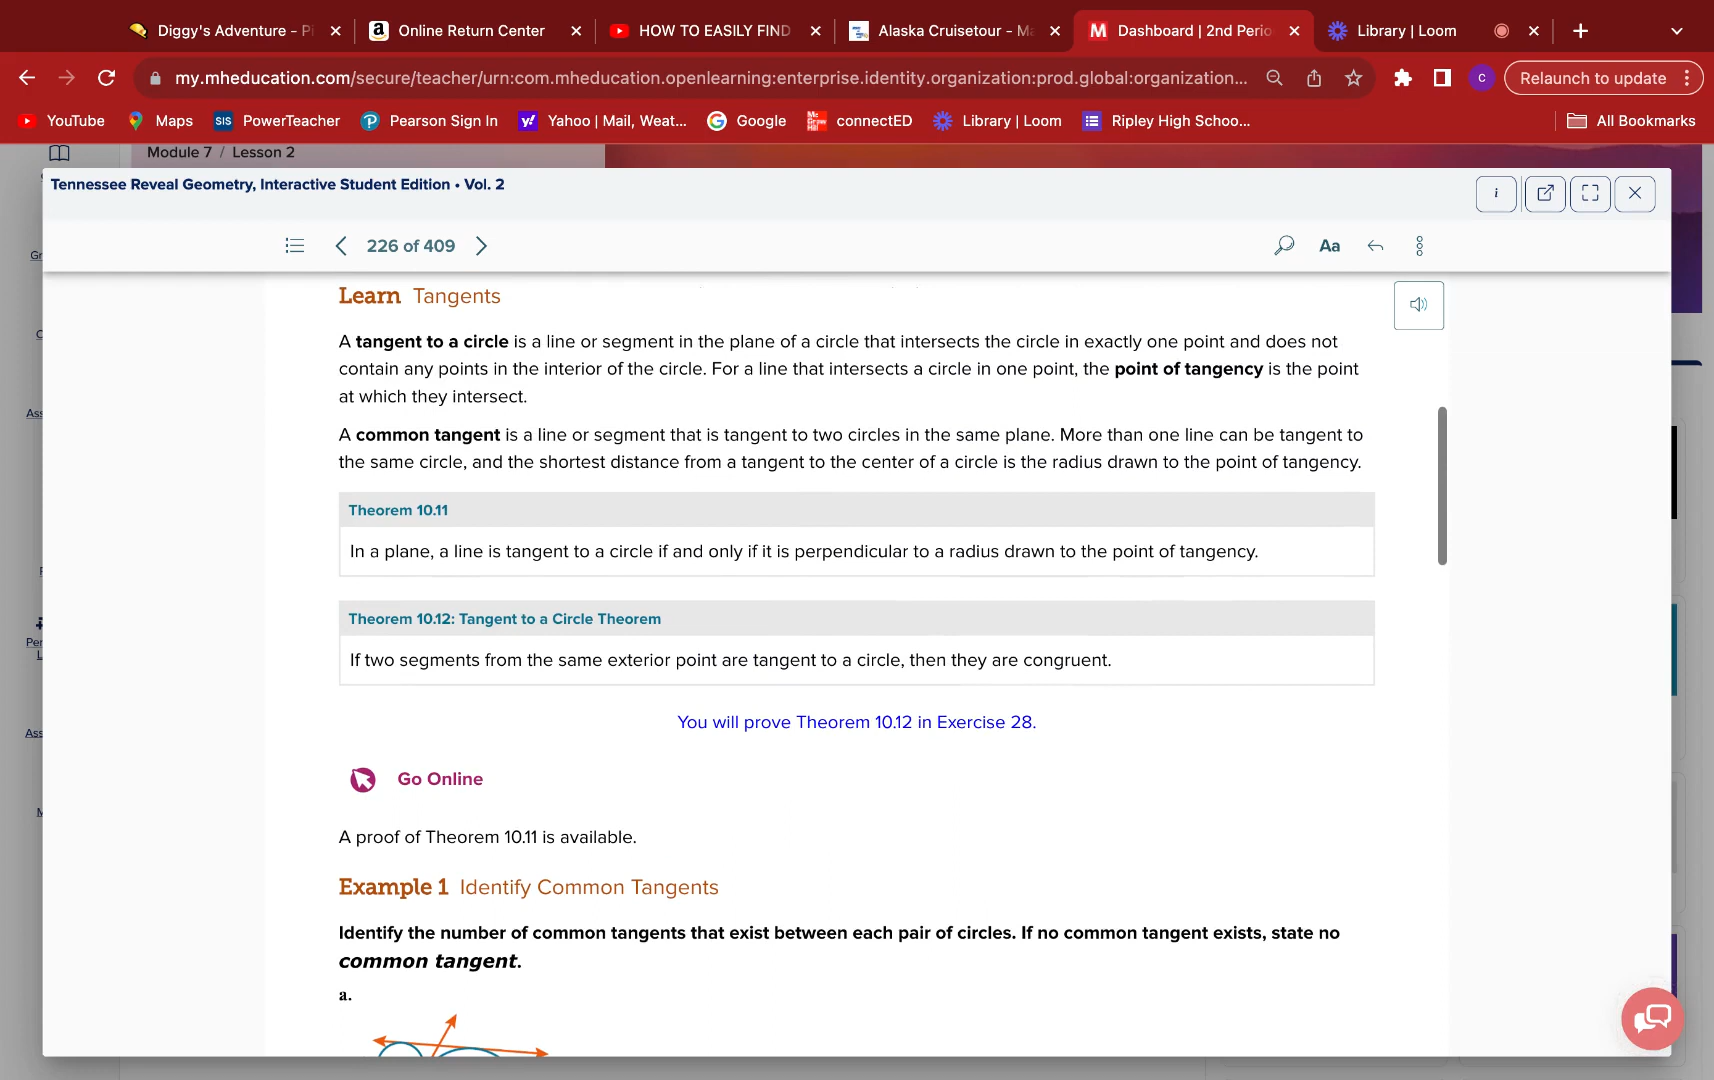 Diggy's Adventure - Pi
Online Return Center
HOW TO EASILY FIND
Alaska Cruisetour - Ma
Dashboard | 2nd Perio
Library | Loom
my.mheducation.com/secure/teacher/urn:com.mheducation.openlearning:enterprise.identity.organization:prod.global:organization...
C
Relaunch to update
YouTube
Maps
SIS PowerTeacher
Pearson Sign In
Yahoo | Mail, Weat...
Google
connectED
Library | Loom
Ripley High Schoo...
All Bookmarks
Module 7 / Lesson 2
Tennessee Reveal Geometry, Interactive Student Edition • Vol. 2
i
226 of 409
Aa
Learn Tangents
A tangent to a circle is a line or segment in the plane of a circle that intersects the circle in exactly one point and does not
contain any points in the interior of the circle. For a line that intersects a circle in one point, the point of tangency is the point
at which they intersect.
A common tangent is a line or segment that is tangent to two circles in the same plane. More than one line can be tangent to
the same circle, and the shortest distance from a tangent to the center of a circle is the radius drawn to the point of tangency.
Theorem 10.11
In a plane, a line is tangent to a circle if and only if it is perpendicular to a radius drawn to the point of tangency.
Theorem 10.12: Tangent to a Circle Theorem
If two segments from the same exterior point are tangent to a circle, then they are congruent.
You will prove Theorem 10.12 in Exercise 28.
Go Online
A proof of Theorem 10.11 is available.
Example 1 Identify Common Tangents
Identify the number of common tangents that exist between each pair of circles. If no common tangent exists, state no
common tangent.
a.